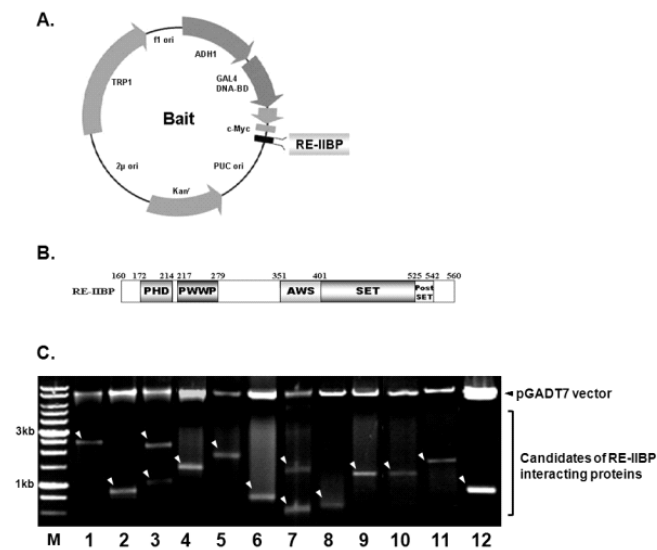 A.
f1 ori
ADH1
TRP1
GAL4
DNA-BD
Bait
c-Myc
RE-IIBP
2μ ori
PUC ori
Kanʳ
B.
160 172 214 217 279 351 401 525 542 560
RE-IIBP PHD PWWP AWS SET Post SET
C.
pGADT7 vector
3kb
Candidates of RE-IIBP
interacting proteins
1kb
M 1 2 3 4 5 6 7 8 9 10 11 12